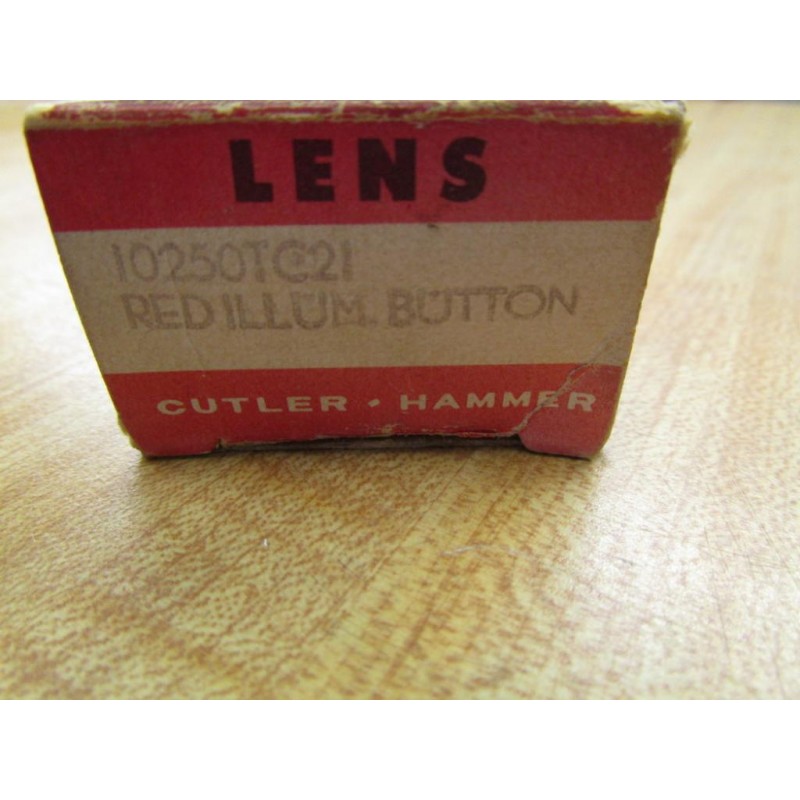 LENS
10250TC21
RED ILLUM. BUTTON
CUTLER • HAMMER